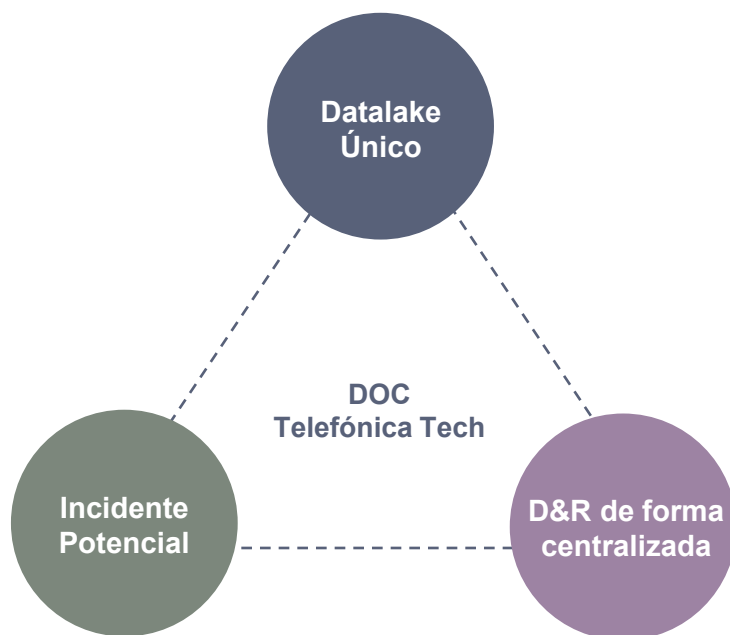 Datalake
Único
DOC
Telefónica Tech
Incidente
Potencial
D&R de forma
centralizada